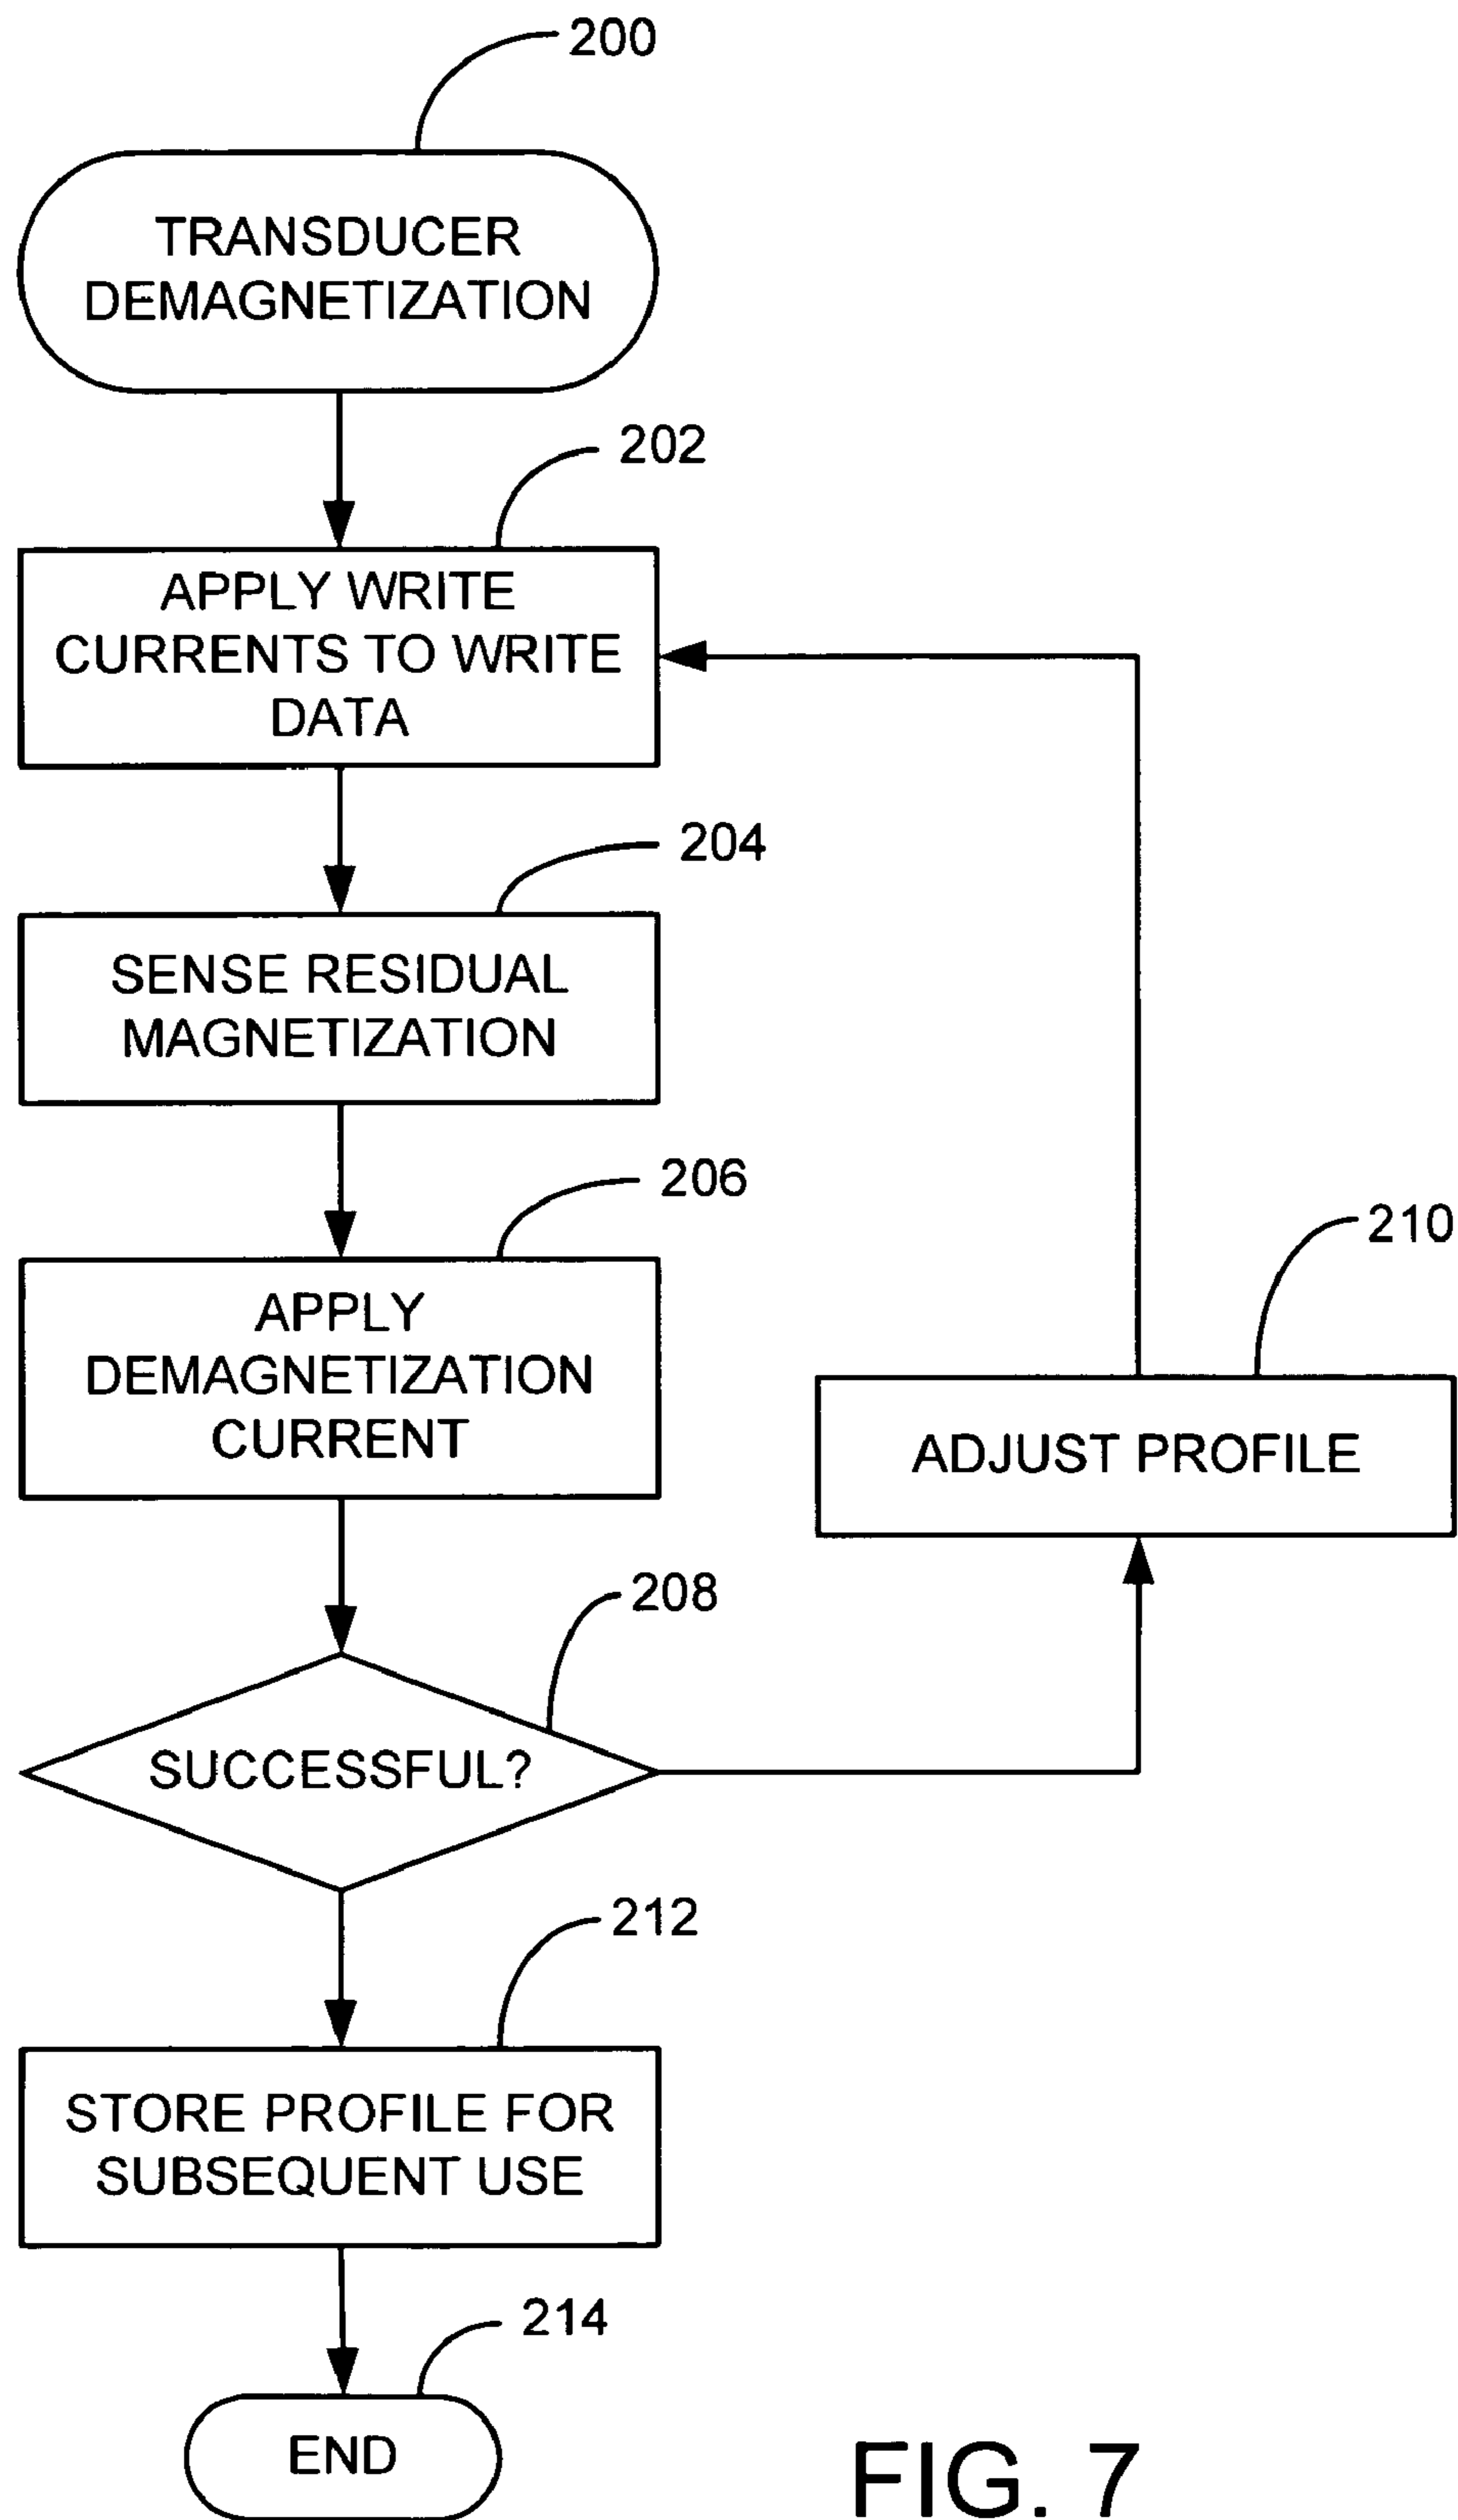 200
TRANSDUCER
DEMAGNETIZATION
202
APPLY WRITE
CURRENTS TO WRITE
DATA
204
SENSE RESIDUAL
MAGNETIZATION
206
APPLY
DEMAGNETIZATION
CURRENT
210
ADJUST PROFILE
208
SUCCESSFUL?
212
STORE PROFILE FOR
SUBSEQUENT USE
214
END
FIG. 7